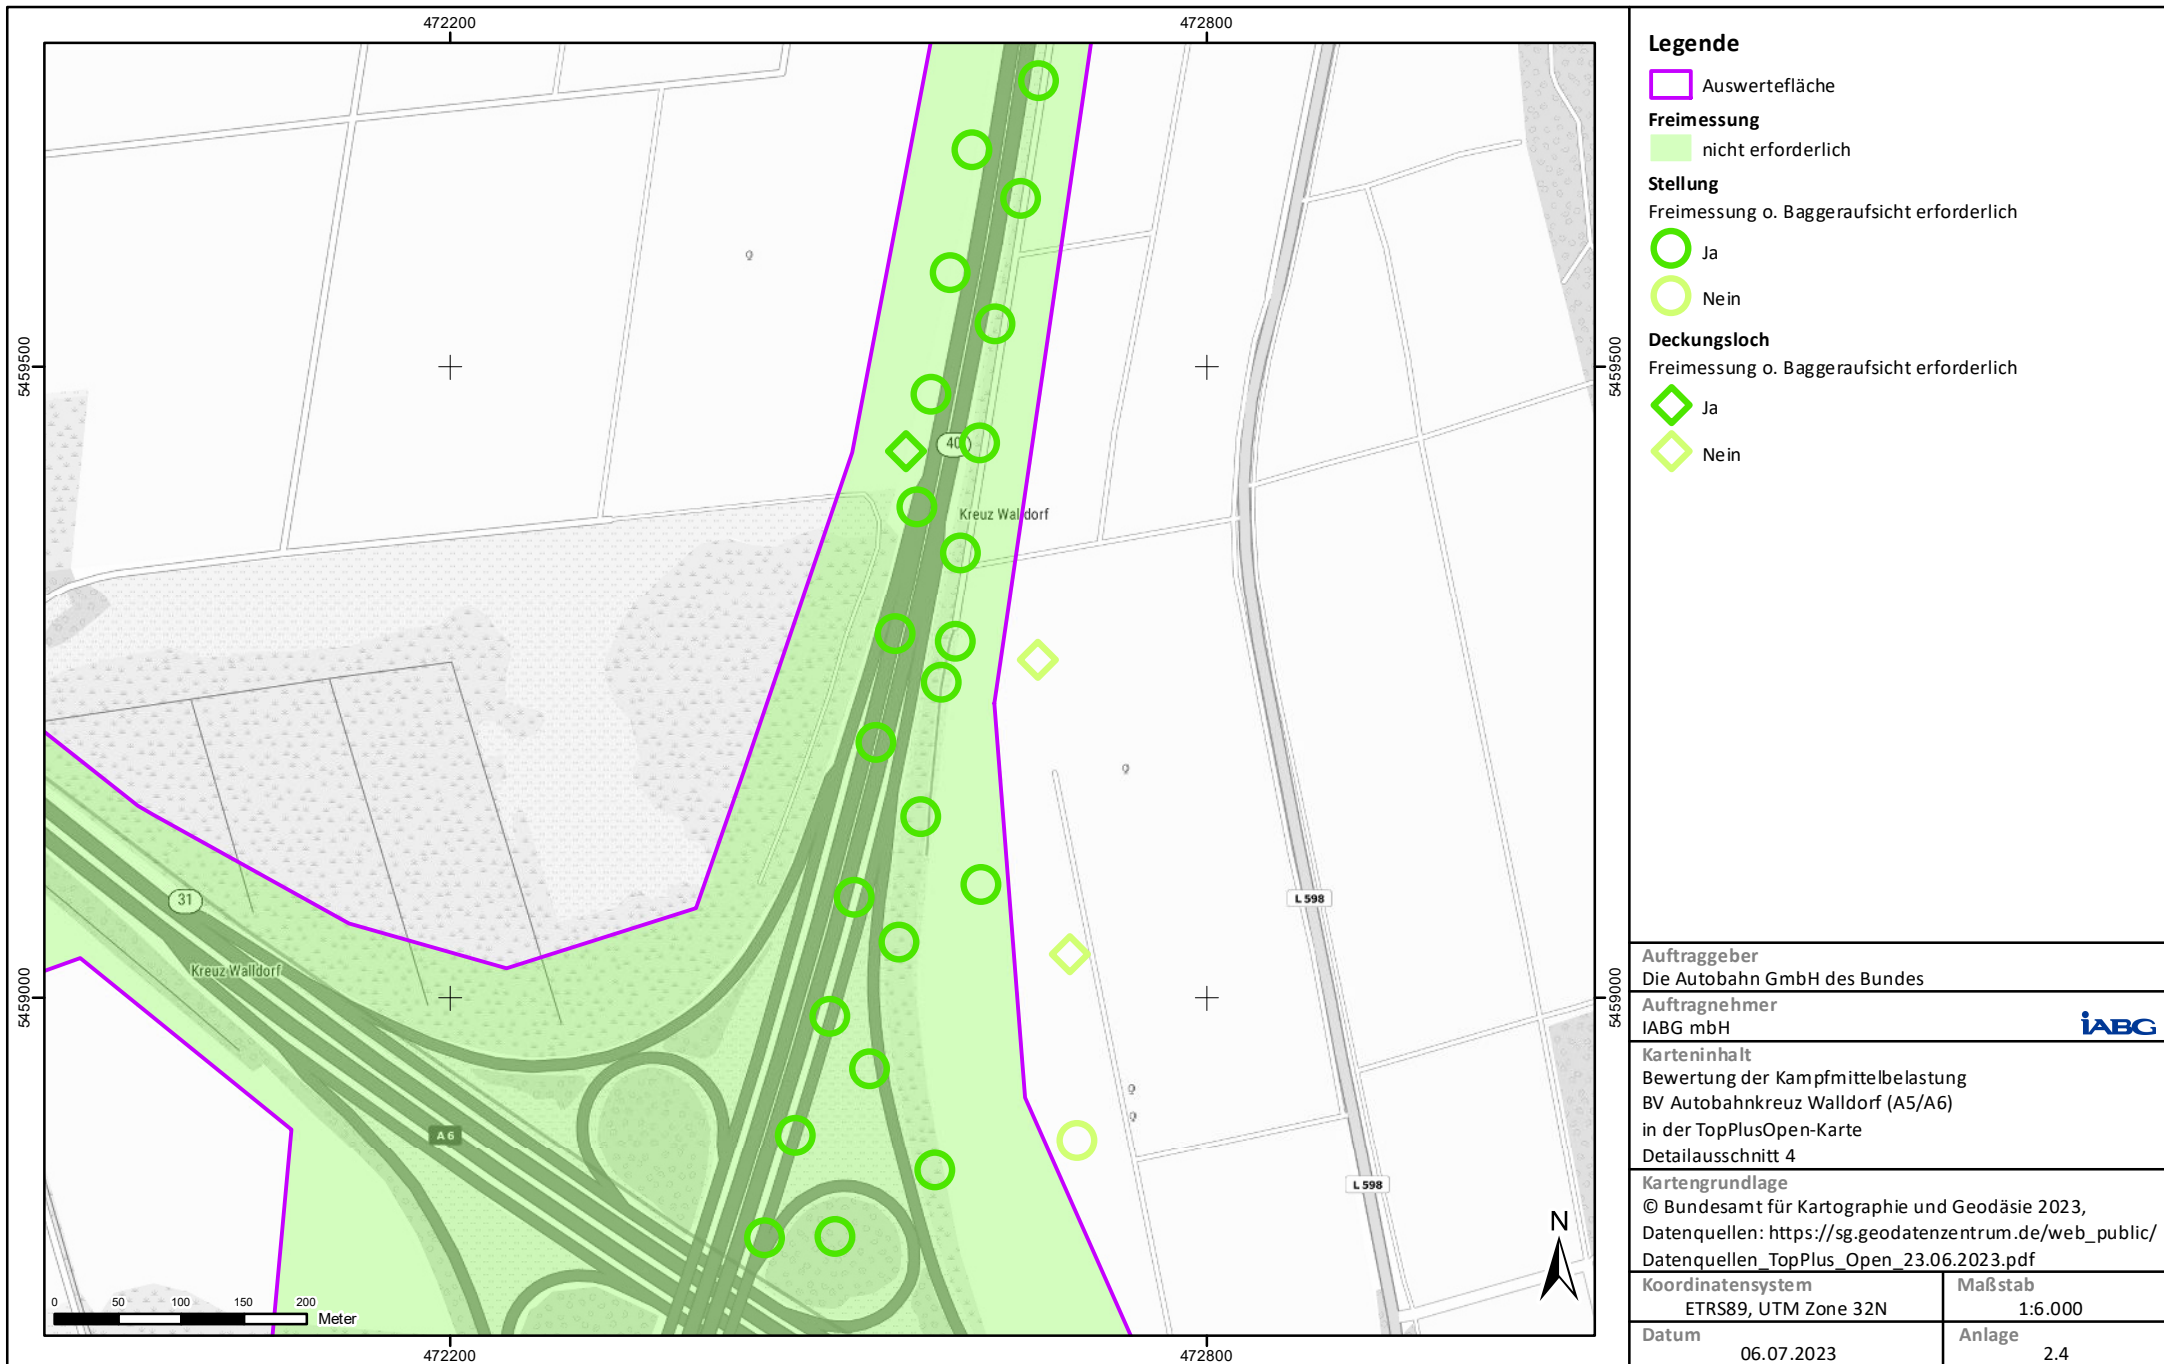 472200
472800
5459500
5459500
5459000
5459000
40
Kreuz Walldorf
31
Kreuz Walldorf
A 6
L 598
L 598
N
0 50 100 150 200
Meter
472200
472800
Legende
Auswertefläche
Freimessung
nicht erforderlich
Stellung
Freimessung o. Baggeraufsicht erforderlich
Ja
Nein
Deckungsloch
Freimessung o. Baggeraufsicht erforderlich
Ja
Nein
Auftraggeber
Die Autobahn GmbH des Bundes
Auftragnehmer
IABG mbH
iABG
Karteninhalt
Bewertung der Kampfmittelbelastung
BV Autobahnkreuz Walldorf (A5/A6)
in der TopPlusOpen-Karte
Detailausschnitt 4
Kartengrundlage
© Bundesamt für Kartographie und Geodäsie 2023,
Datenquellen: https://sg.geodatenzentrum.de/web_public/
Datenquellen_TopPlus_Open_23.06.2023.pdf
Koordinatensystem
ETRS89, UTM Zone 32N
Maßstab
1:6.000
Datum
06.07.2023
Anlage
2.4